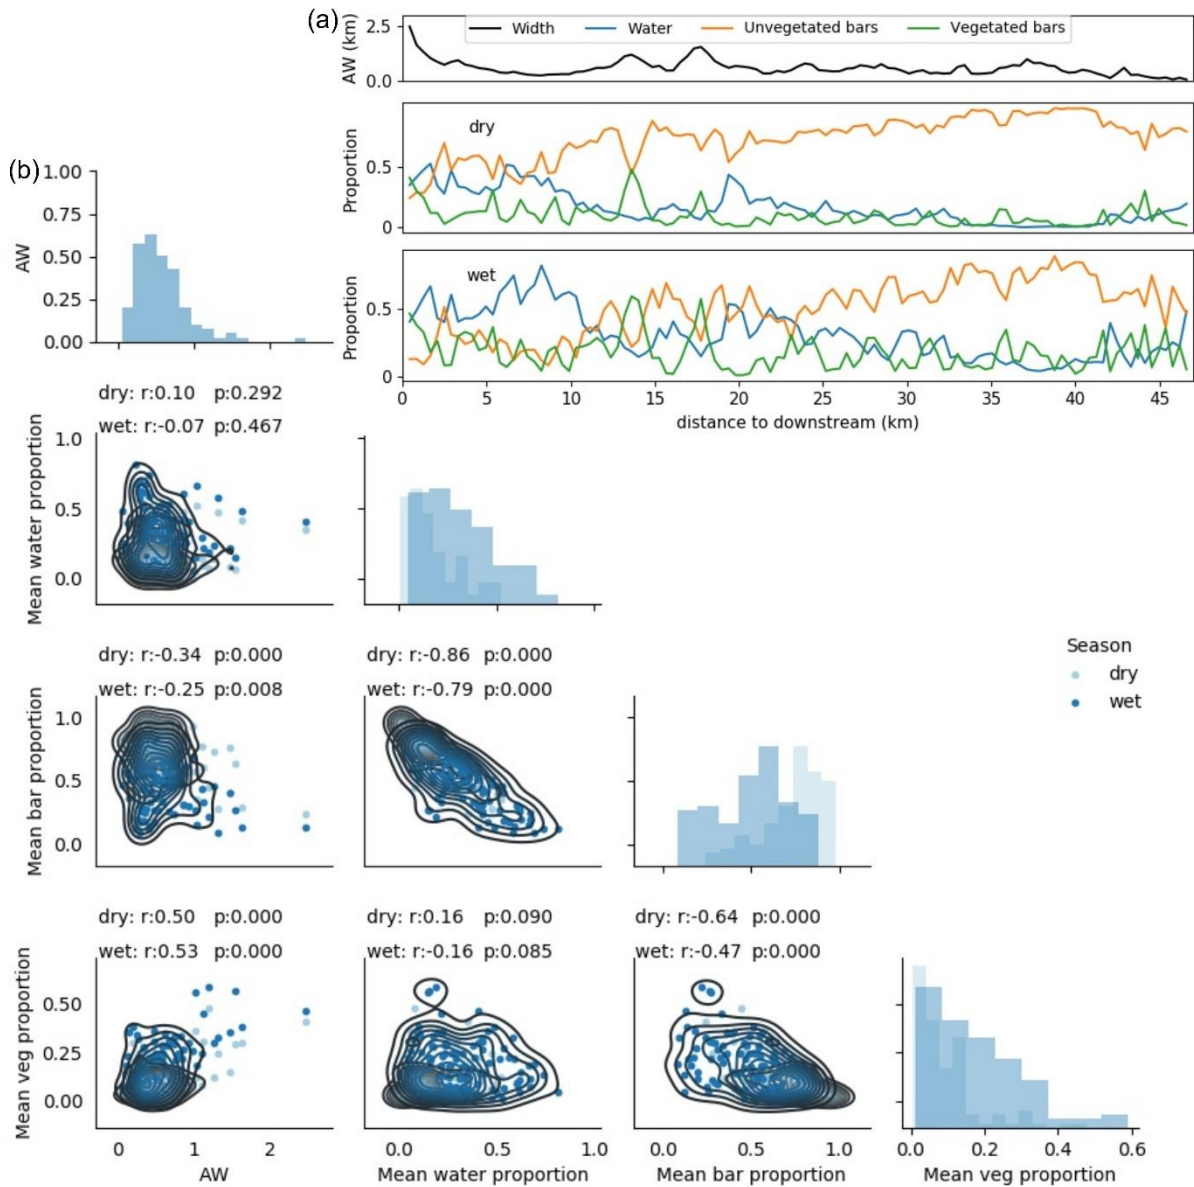 (a)
AW (km)
2.5
0.0
Width Water Unvegetated bars Vegetated bars
Proportion
0.5
0
dry
Proportion
0.5
0
wet
0 5 10 15 20 25 30 35 40 45
distance to downstream (km)
(b)
AW
1.00
0.75
0.50
0.25
0.00
dry: r:0.10 p:0.292
wet: r:-0.07 p:0.467
Mean water proportion
1.0
0.5
0.0
dry: r:-0.34 p:0.000
wet: r:-0.25 p:0.008
dry: r:-0.86 p:0.000
wet: r:-0.79 p:0.000
Season
dry
wet
Mean bar proportion
1.0
0.5
0.0
dry: r:0.50 p:0.000
wet: r:0.53 p:0.000
dry: r:0.16 p:0.090
wet: r:-0.16 p:0.085
dry: r:-0.64 p:0.000
wet: r:-0.47 p:0.000
Mean veg proportion
0.50
0.25
0.00
0 1 2
AW
0.0 0.5 1.0
Mean water proportion
0.0 0.5 1.0
Mean bar proportion
0.0 0.2 0.4 0.6
Mean veg proportion